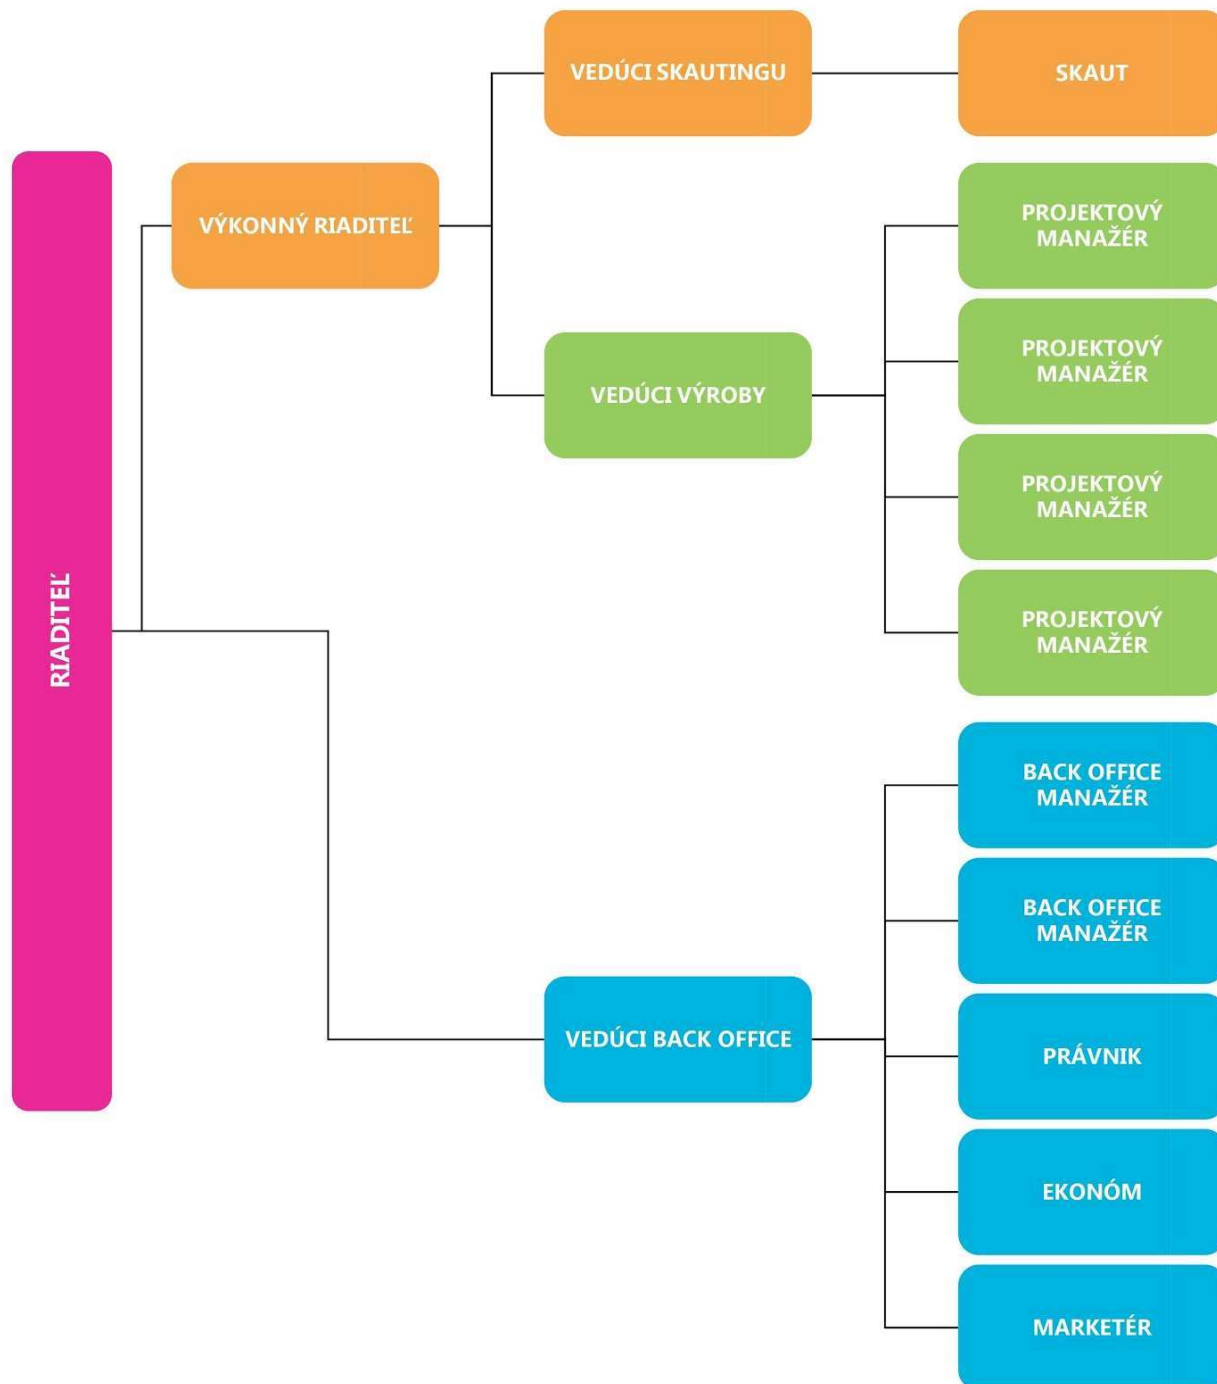 VEDÚCI SKAUTINGU
SKAUT
VÝKONNÝ RIADITEĽ
PROJEKTOVÝ
MANAŽÉR
PROJEKTOVÝ
MANAŽÉR
VEDÚCI VÝROBY
PROJEKTOVÝ
MANAŽÉR
PROJEKTOVÝ
MANAŽÉR
RIADITEĽ
BACK OFFICE
MANAŽÉR
BACK OFFICE
MANAŽÉR
VEDÚCI BACK OFFICE
PRÁVNIK
EKONÓM
MARKETÉR